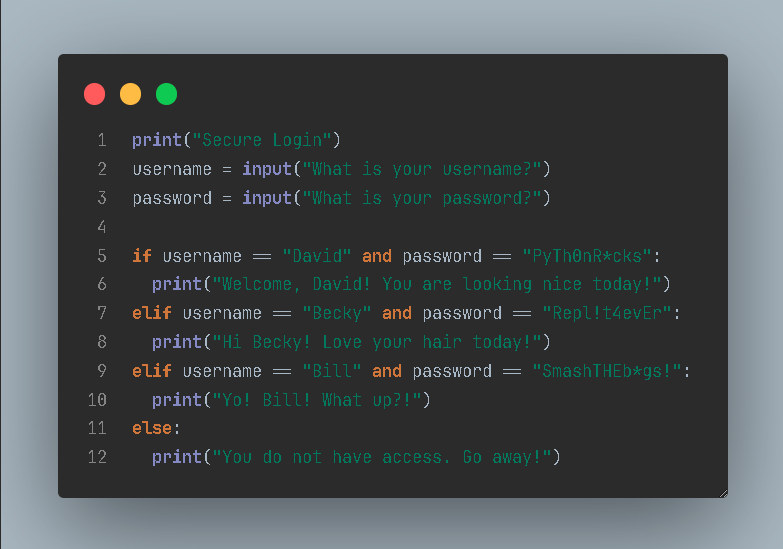 1 print("Secure Login")
2 username = input("What is your username?")
3 password = input("What is your password?")
4
5 if username == "David" and password == "PyTh0nR*cks":
6   print("Welcome, David! You are looking nice today!")
7 elif username == "Becky" and password == "Repl!t4evEr":
8   print("Hi Becky! Love your hair today!")
9 elif username == "Bill" and password == "SmashTHEb*gs!":
10   print("Yo! Bill! What up?!")
11 else:
12   print("You do not have access. Go away!")